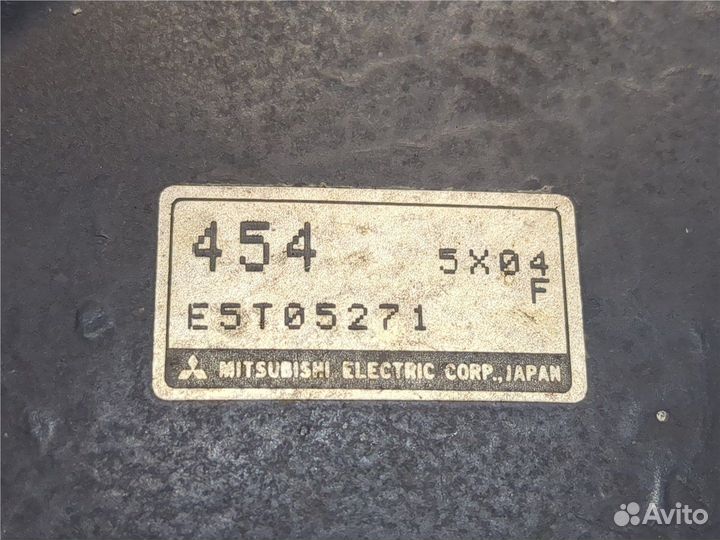 454
5X04
F
E5T05271
MITSUBISHI ELECTRIC CORP., JAPAN
Avito